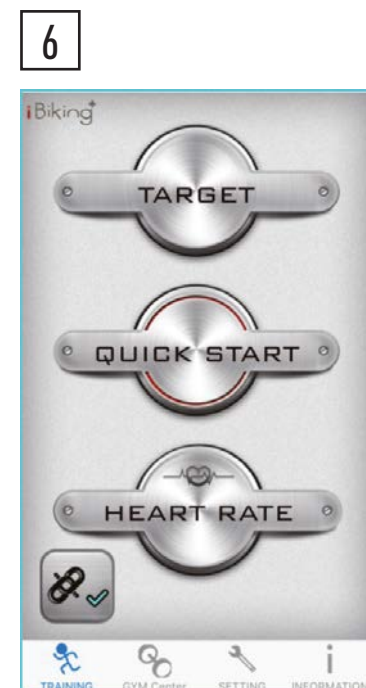 6
iBiking+
TARGET
QUICK START
HEART RATE
TRAINING GYM Center SETTING INFORMATION